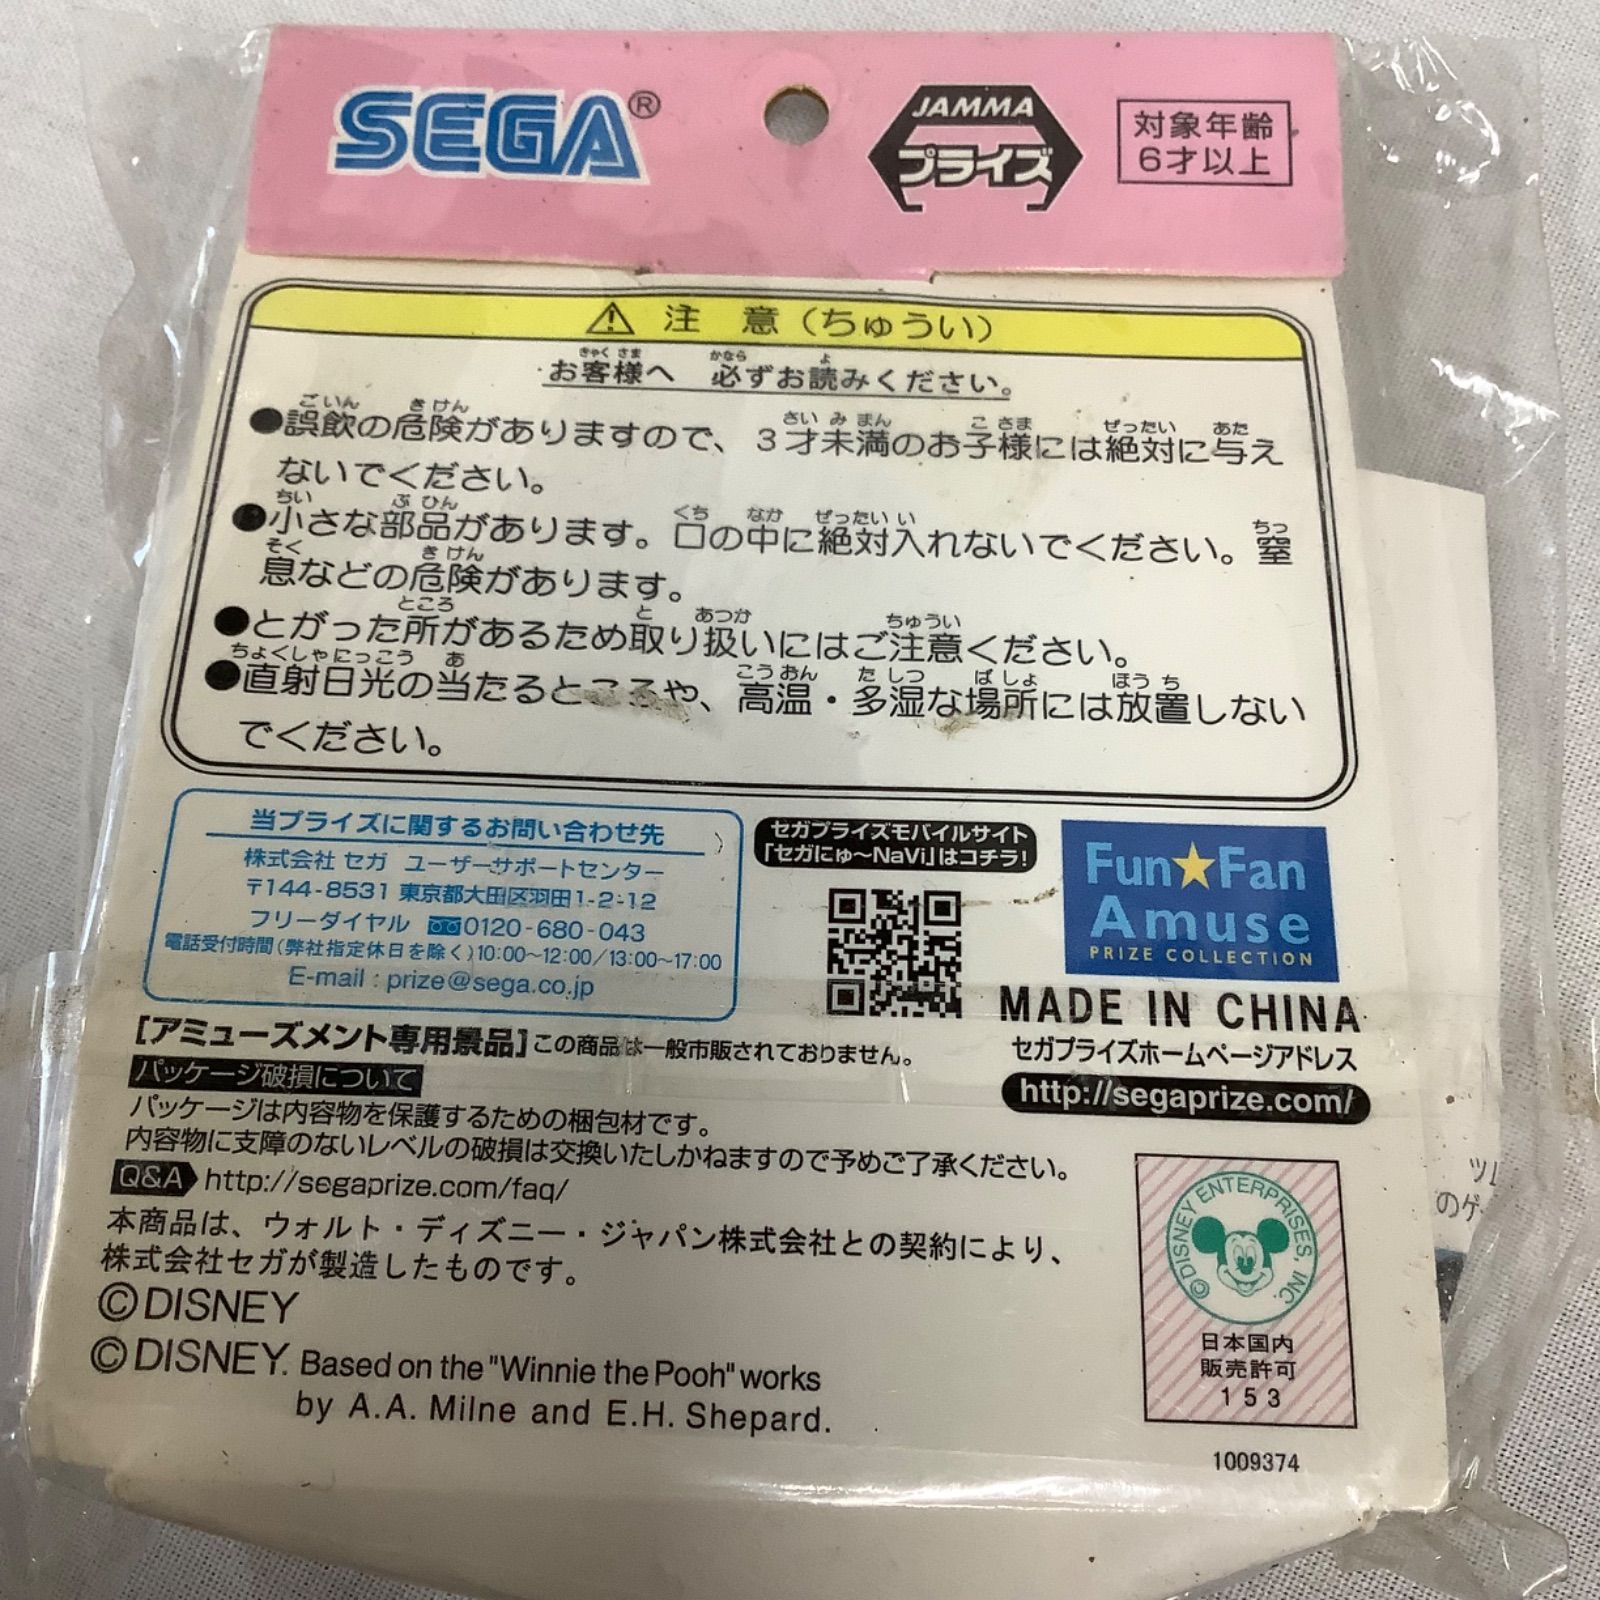 SEGA®
JAMMA
プライズ
対象年齢
6才以上
⚠ 注 意(ちゅうい)
お客様へ 必ずお読みください。
●誤飲の危険がありますので、3才未満のお子様には絶対に与え
ないでください。
●小さな部品があります。口の中に絶対入れないでください。窒
息などの危険があります。
●とがった所があるため取り扱いにはご注意ください。
●直射日光の当たるところや、高温・多湿な場所には放置しない
でください。
当プライズに関するお問い合わせ先
株式会社 セガ ユーザーサポートセンター
〒144-8531 東京都大田区羽田1-2-12
フリーダイヤル 0120-680-043
電話受付時間(弊社指定休日を除く)10:00~12:00/13:00~17:00
E-mail : prize@sega.co.jp
セガプライズモバイルサイト
「セガにゅ~NaVi」はコチラ!
Fun★Fan
Amuse
PRIZE COLLECTION
MADE IN CHINA
セガプライズホームページアドレス
http://segaprize.com/
[アミューズメント専用景品]この商品は一般市販されておりません。
パッケージ破損について
パッケージは内容物を保護するための梱包材です。
内容物に支障のないレベルの破損は交換いたしかねますので予めご了承ください。
Q&A http://segaprize.com/faq/
本商品は、ウォルト・ディズニー・ジャパン株式会社との契約により、
株式会社セガが製造したものです。
©DISNEY
©DISNEY. Based on the "Winnie the Pooh" works
by A.A. Milne and E.H. Shepard.
©DISNEY ENTERPRISES, INC.
日本国内
販売許可
153
1009374